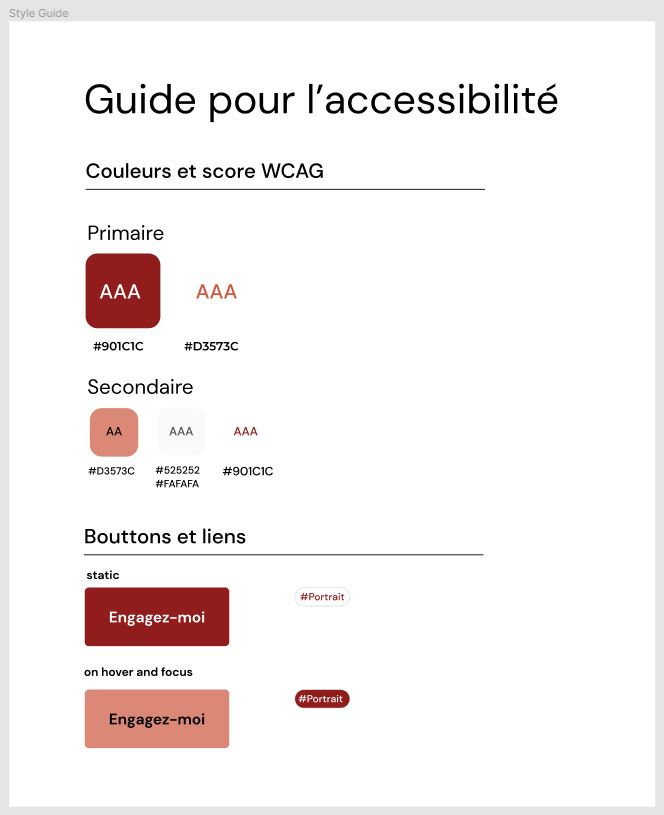 Style Guide
Guide pour l’accessibilité
Couleurs et score WCAG
Primaire
AAA AAA
#901C1C #D3573C
Secondaire
AA AAA AAA
#D3573C #525252 #901C1C
#FAFAFA
Bouttons et liens
static
Engagez-moi #Portrait
on hover and focus
Engagez-moi #Portrait